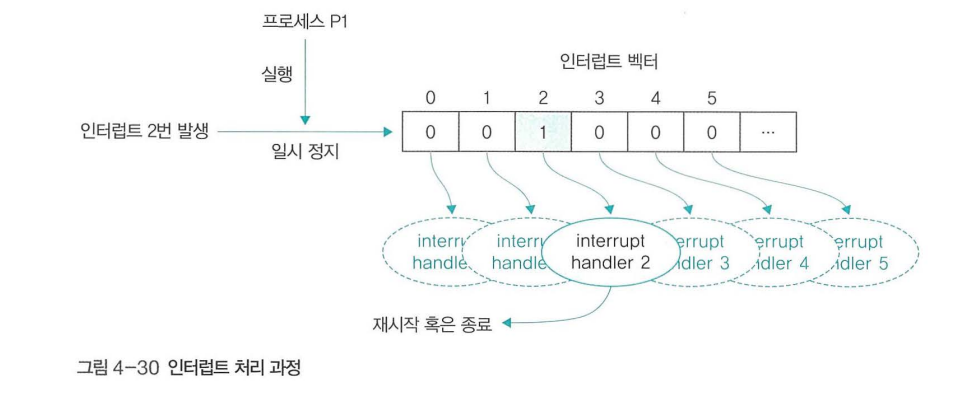 프로세스 P1
실행
인터럽트 벡터
0 1 2 3 4 5
인터럽트 2번 발생
0 0 1 0 0 0 ...
일시 정지
interru interru interrupt errupt errupt errupt
handle handle handler 2 dler 3 dler 4 dler 5
재시작 혹은 종료
그림 4-30 인터럽트 처리 과정